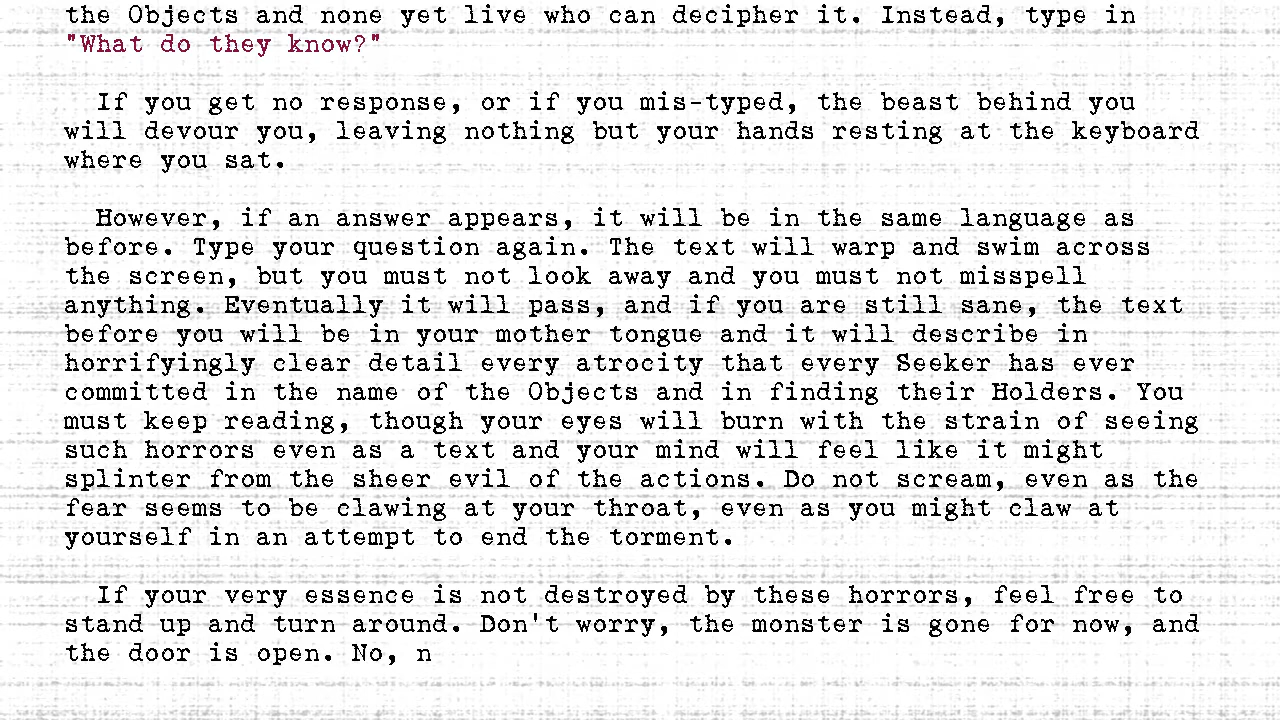 the Objects and none yet live who can decipher it. Instead, type in
"What do they know?"
If you get no response, or if you mis-typed, the beast behind you
will devour you, leaving nothing but your hands resting at the keyboard
where you sat.
However, if an answer appears, it will be in the same language as
before. Type your question again. The text will warp and swim across
the screen, but you must not look away and you must not misspell
anything. Eventually it will pass, and if you are still sane, the text
before you will be in your mother tongue and it will describe in
horrifyingly clear detail every atrocity that every Seeker has ever
committed in the name of the Objects and in finding their Holders. You
must keep reading, though your eyes will burn with the strain of seeing
such horrors even as a text and your mind will feel like it might
splinter from the sheer evil of the actions. Do not scream, even as the
fear seems to be clawing at your throat, even as you might claw at
yourself in an attempt to end the torment.
If your very essence is not destroyed by these horrors, feel free to
stand up and turn around. Don't worry, the monster is gone for now, and
the door is open. No, n